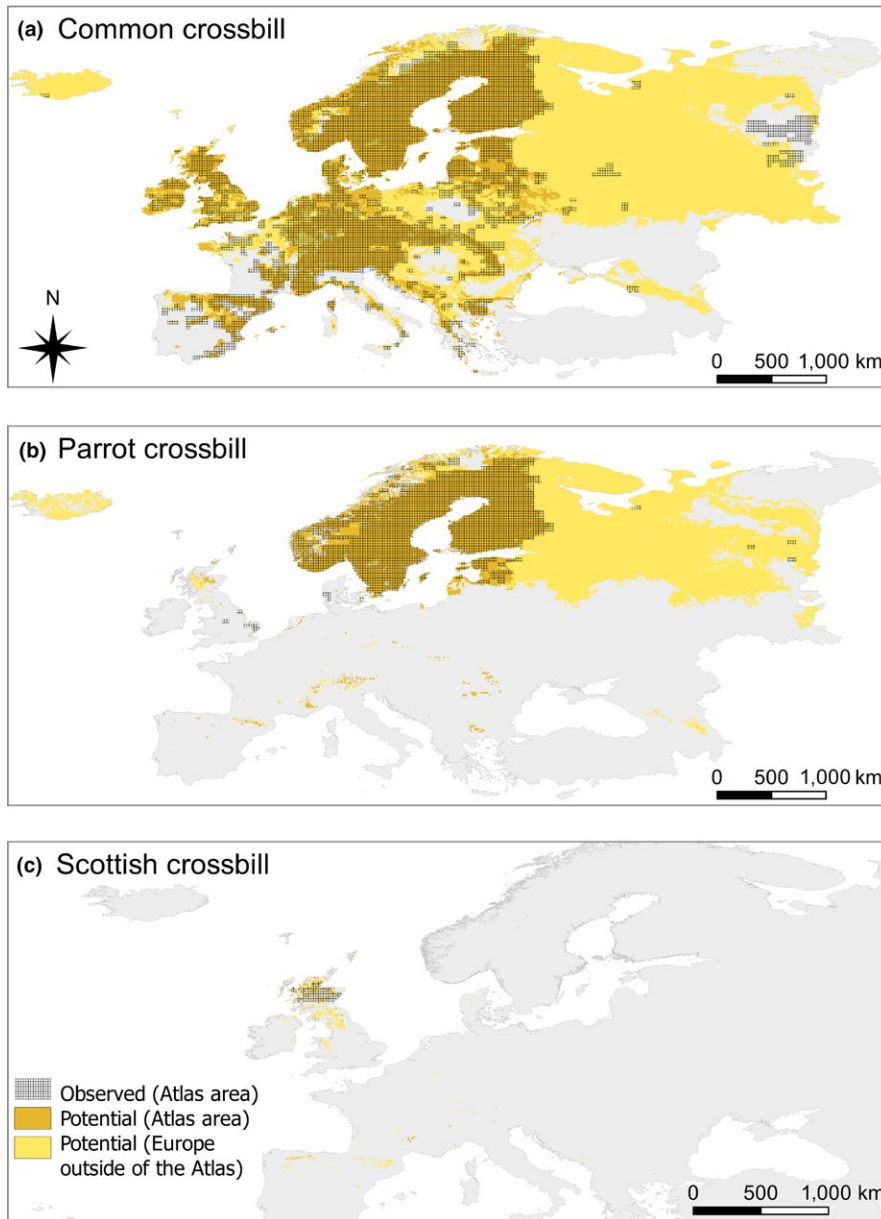 (a) Common crossbill
N
0 500 1,000 km
(b) Parrot crossbill
0 500 1,000 km
(c) Scottish crossbill
Observed (Atlas area)
Potential (Atlas area)
Potential (Europe
outside of the Atlas)
0 500 1,000 km